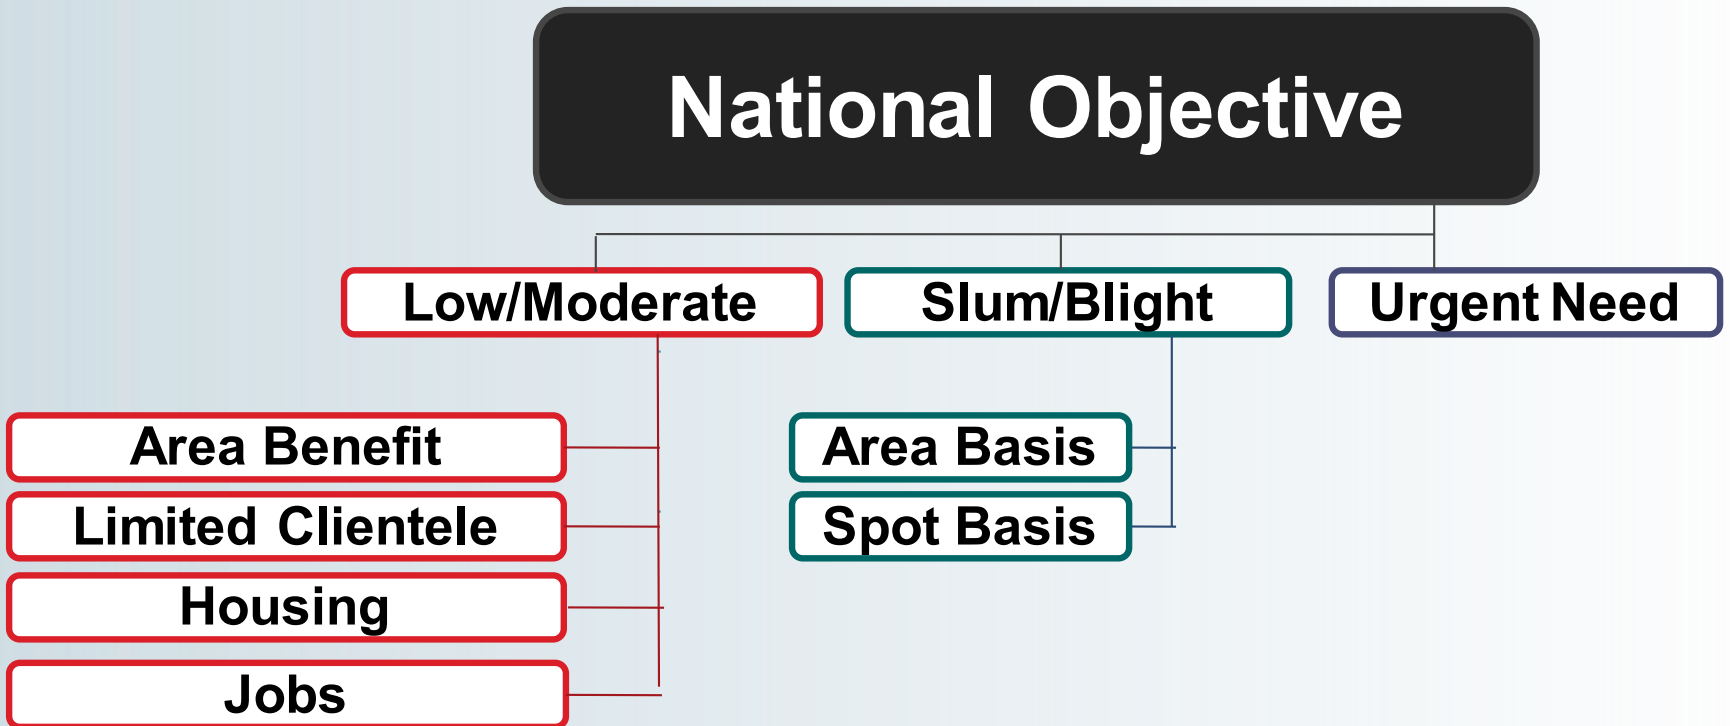 National Objective
Low/Moderate
Slum/Blight
Urgent Need
Area Benefit
Limited Clientele
Housing
Jobs
Area Basis
Spot Basis